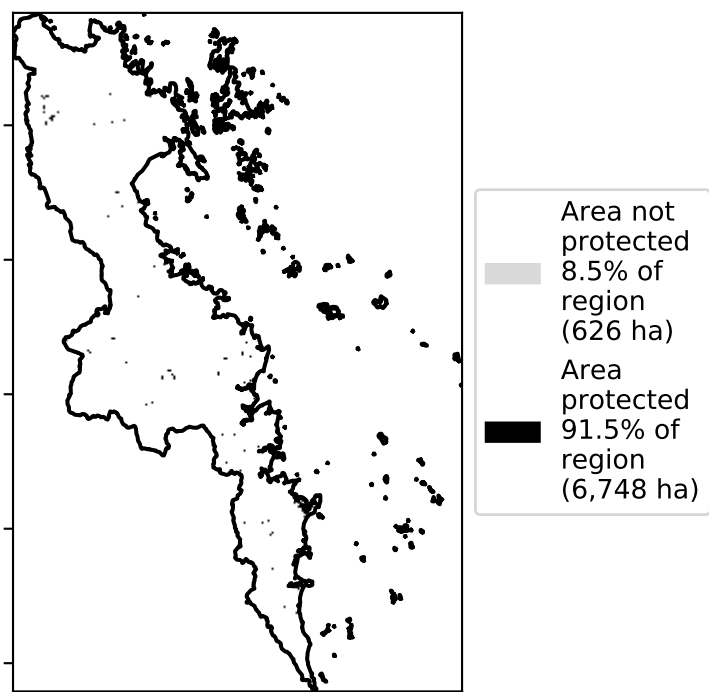 Area not
protected
8.5% of
region
(626 ha)
Area
protected
91.5% of
region
(6,748 ha)